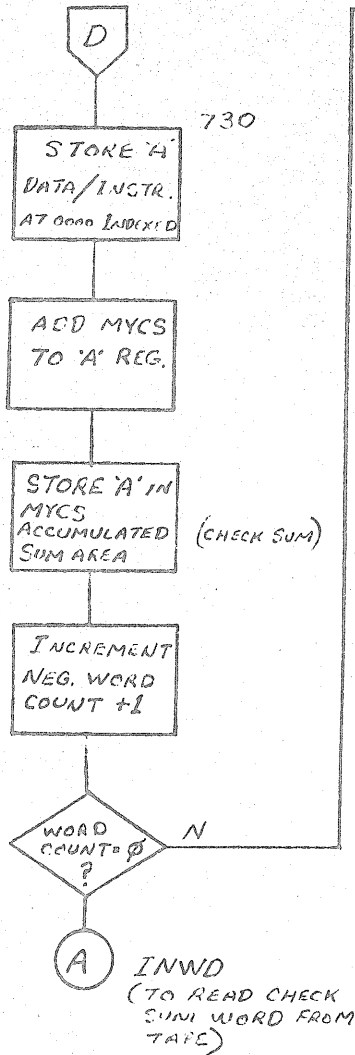 D
730
STORE 'A'
DATA/INSTR.
AT 0000 INDEXED
ADD MYCS
TO 'A' REG.
STORE 'A' IN
MYCS
ACCUMULATED
SUM AREA
(CHECK SUM)
INCREMENT
NEG. WORD
COUNT +1
WORD
COUNT=Ø
?
N
A
INWD
(TO READ CHECK
SUM WORD FROM
TAPE)